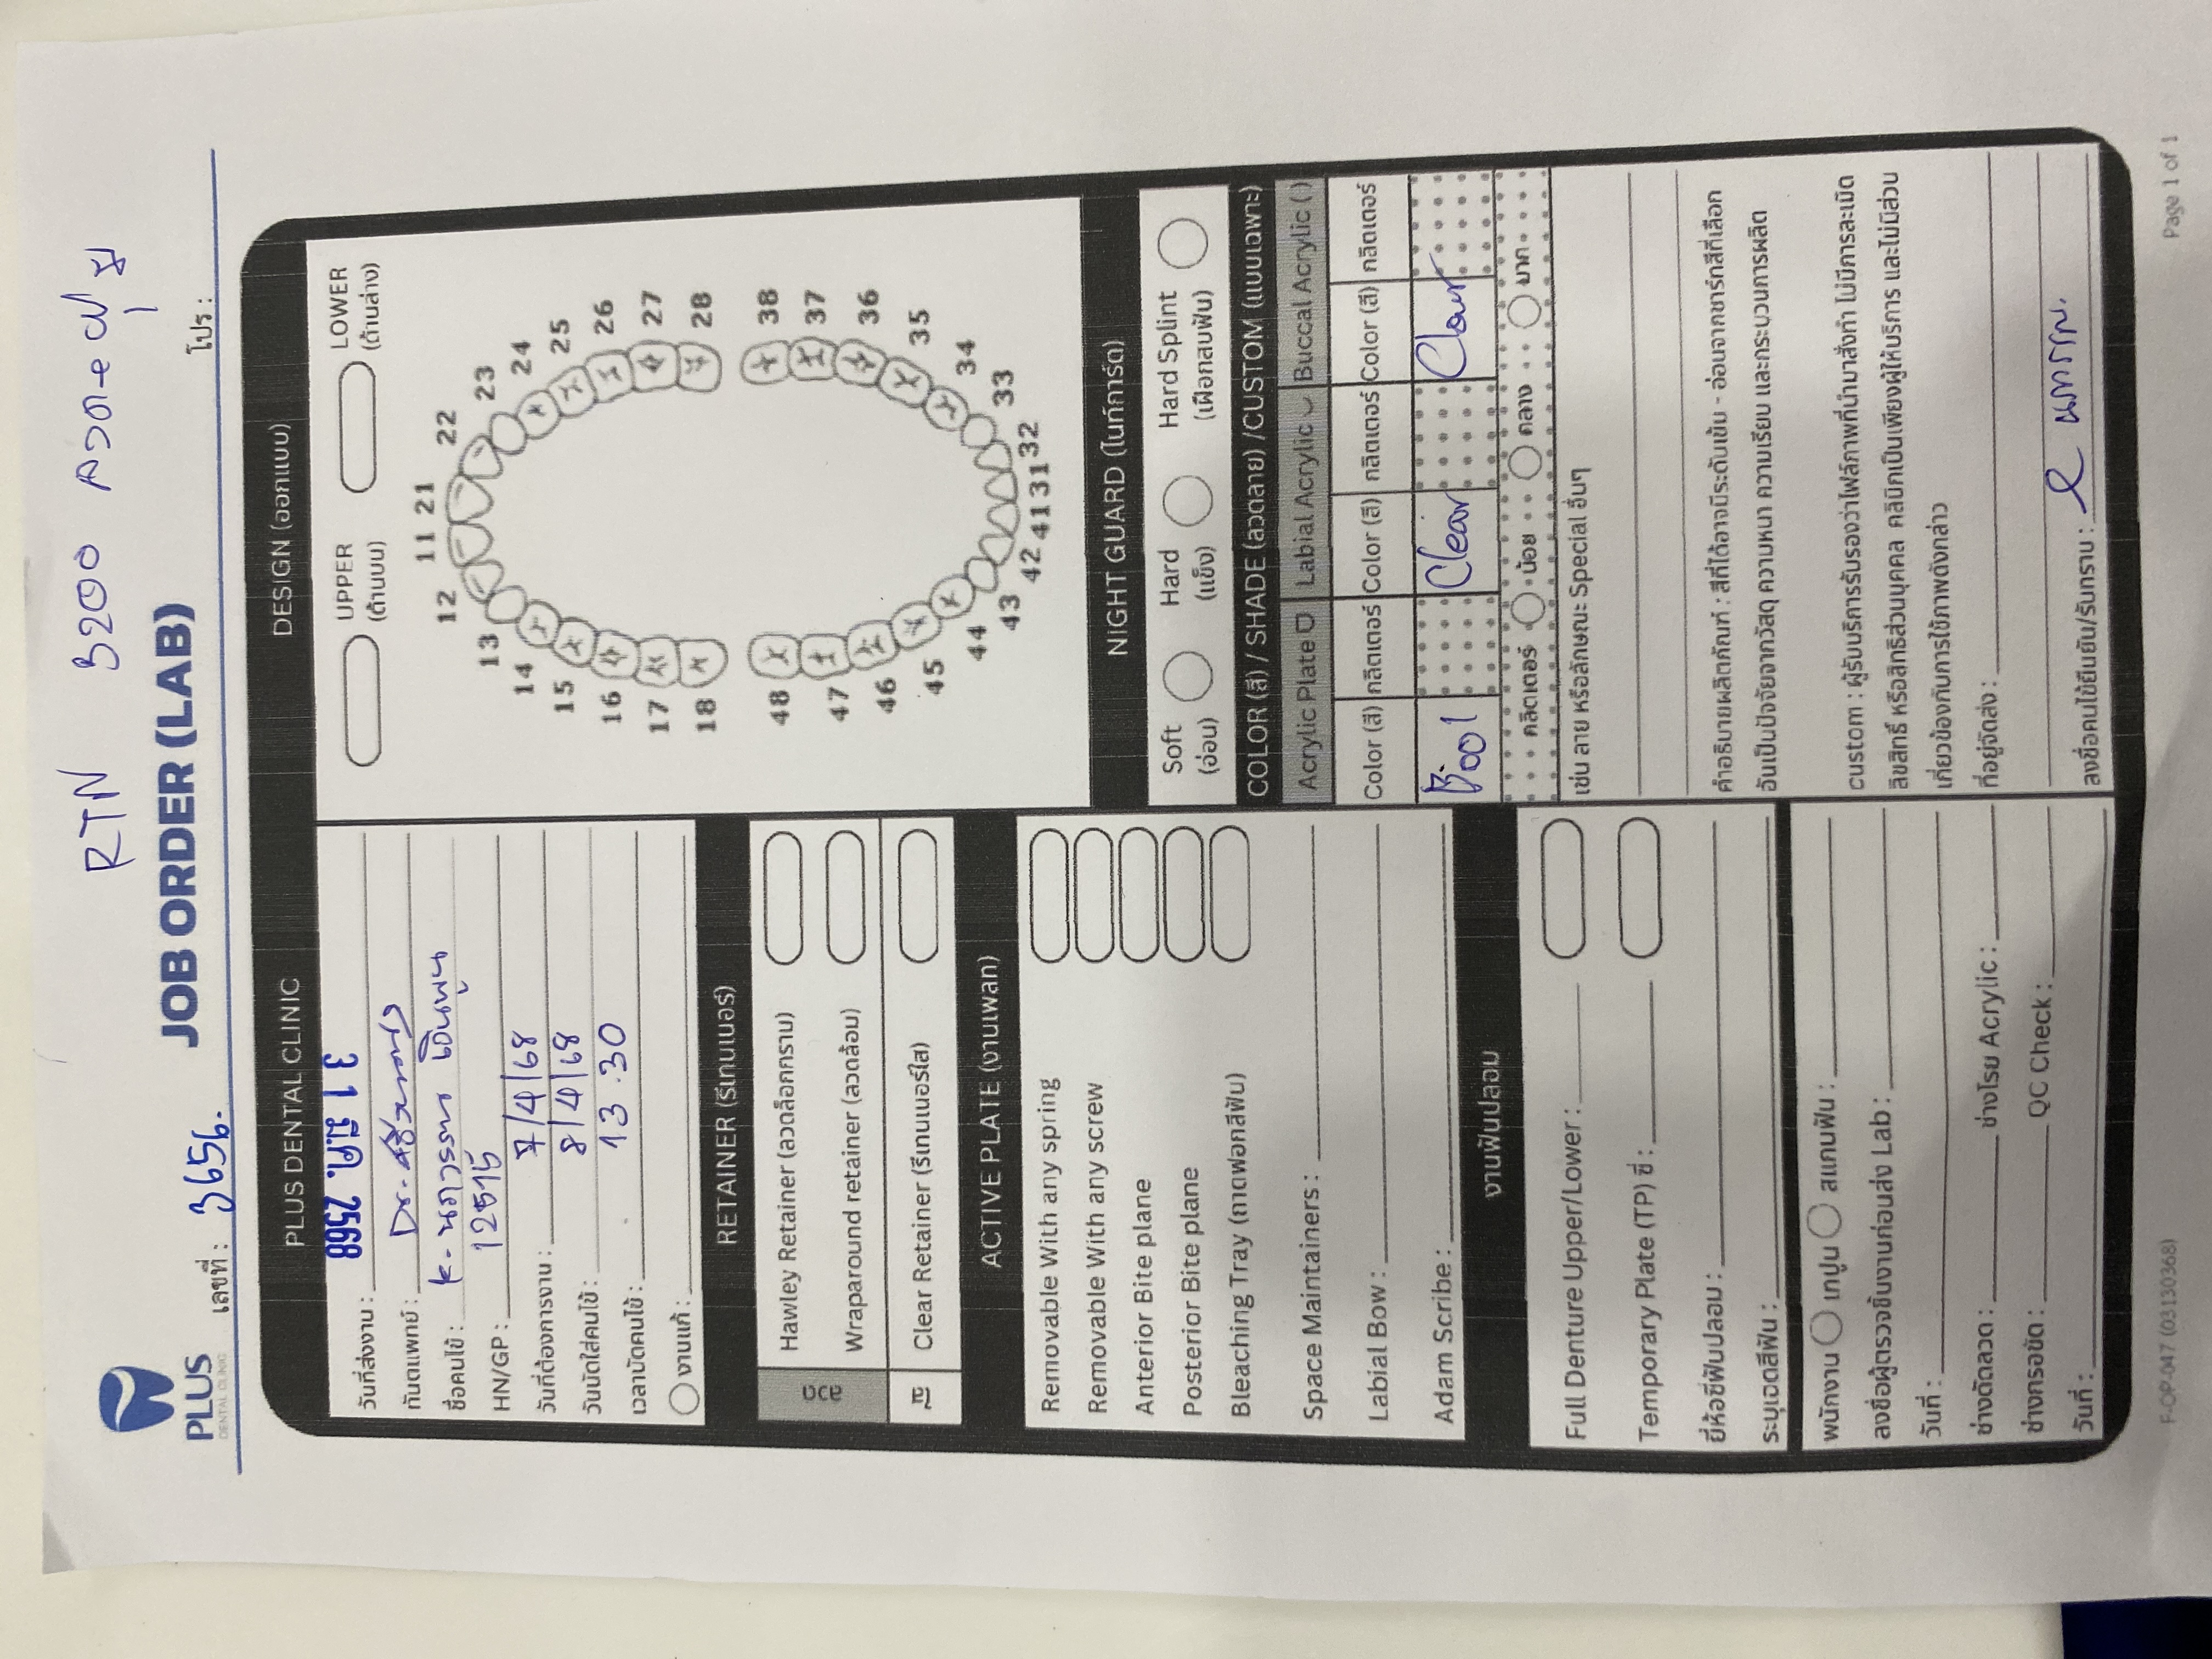 RTN 3200
PLUS
DENTAL CLINIC
เลขที่ : 3656.
JOB ORDER (LAB)
โปร :
PLUS DENTAL CLINIC
31 มี.ค. 2568
วันที่ส่งงาน :
ทันตแพทย์ : Dr.
ชื่อคนไข้ : K.
HN/GP : 12515
วันที่ต้องการงาน : 7/4/68
วันนัดใส่คนไข้ : 8/4/68
เวลานัดคนไข้ : 13.30
งานแก้ :
RETAINER (รีเทนเนอร์)
ลวด
Hawley Retainer (ลวดล็อกกราม)
Wraparound retainer (ลวดล้อม)
ใส
Clear Retainer (รีเทนเนอร์ใส)
ACTIVE PLATE (งานเพลท)
Removable With any spring
Removable With any screw
Anterior Bite plane
Posterior Bite plane
Bleaching Tray (ถาดฟอกสีฟัน)
Space Maintainers :
Labial Bow :
Adam Scribe :
งานฟันปลอม
Full Denture Upper/Lower :
Temporary Plate (TP) ซี่ :
ยี่ห้อซี่ฟันปลอม :
ระบุเฉดสีฟัน :
พนักงาน เทปูน สแกนฟัน :
ลงชื่อผู้ตรวจชิ้นงานก่อนส่ง Lab :
วันที่ :
ช่างดัดลวด : ช่างโรย Acrylic :
ช่างกรอขัด : QC Check :
วันที่ :
DESIGN (ออกแบบ)
UPPER
(ด้านบน)
LOWER
(ด้านล่าง)
11 21
12 22
13 23
14 24
15 25
16 26
17 27
18 28
48 38
47 37
46 36
45 35
44 34
43 33
42 41 31 32
NIGHT GUARD (ไนท์การ์ด)
Soft
(อ่อน)
Hard
(แข็ง)
Hard Splint
(เฝือกสบฟัน)
COLOR (สี) / SHADE (ลวดลาย) /CUSTOM (แบบเฉพาะ)
Acrylic Plate Labial Acrylic Buccal Acrylic ( )
Color (สี) กลิตเตอร์ Color (สี) กลิตเตอร์ Color (สี) กลิตเตอร์
B001 Clear Clear
กลิตเตอร์ น้อย กลาง มาก
เช่น ลาย หรือลักษณะ Special อื่นๆ
คำอธิบายผลิตภัณฑ์ : สีที่ได้อาจมีระดับเข้ม - อ่อนจากชาร์ทสีที่เลือก
อันเป็นปัจจัยจากวัสดุ ความหนา ความเรียบ และกระบวนการผลิต
custom : ผู้รับบริการรับรองว่าไฟล์ภาพที่นำมาสั่งทำ ไม่มีการละเมิด
ลิขสิทธิ์ หรือสิทธิส่วนบุคคล คลินิกเป็นเพียงผู้ให้บริการ และไม่มีส่วน
เกี่ยวข้องกับการใช้ภาพดังกล่าว
ที่อยู่จัดส่ง :
ลงชื่อคนไข้ยืนยัน/รับทราบ :
F-OP-047 (03130368)
Page 1 of 1